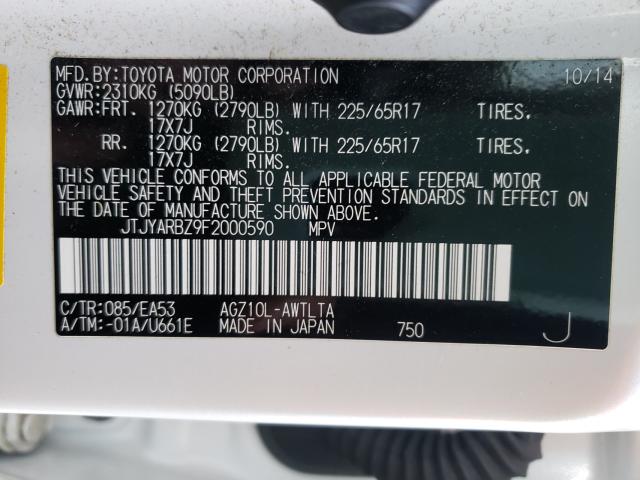 MFD.BY:TOYOTA MOTOR CORPORATION 10/14
GVWR:2310KG (5090LB)
GAWR:FRT. 1270KG (2790LB) WITH 225/65R17 TIRES.
17X7J RIMS.
RR. 1270KG (2790LB) WITH 225/65R17 TIRES.
17X7J RIMS.
THIS VEHICLE CONFORMS TO ALL APPLICABLE FEDERAL MOTOR
VEHICLE SAFETY AND THEFT PREVENTION STANDARDS IN EFFECT ON
THE DATE OF MANUFACTURE SHOWN ABOVE.
JTJYARBZ9F2000590 MPV
C/TR:085/EA53 AGZ10L-AWTLTA
A/TM:-01A/U661E MADE IN JAPAN 750 J